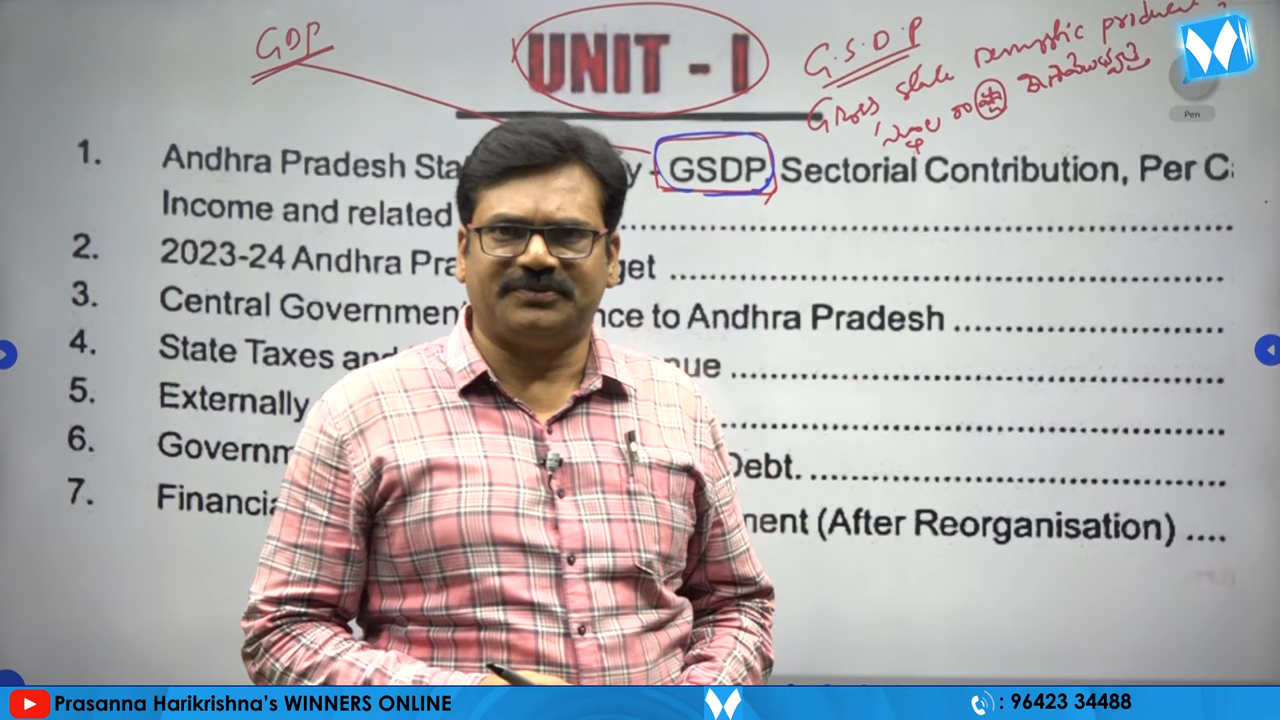 GDP
UNIT - I
G.S.D.P
Gross state Domestic product
స్థూల రాష్ట్ర
Pen
1. Andhra Pradesh Sta y - GSDP, Sectorial Contribution, Per C
Income and related
2. 2023-24 Andhra Pra get
3. Central Government nce to Andhra Pradesh
4. State Taxes and nue
5. Externally
6. Governm Debt.
7. Financia ment (After Reorganisation) ....
Prasanna Harikrishna's WINNERS ONLINE
W
: 96423 34488